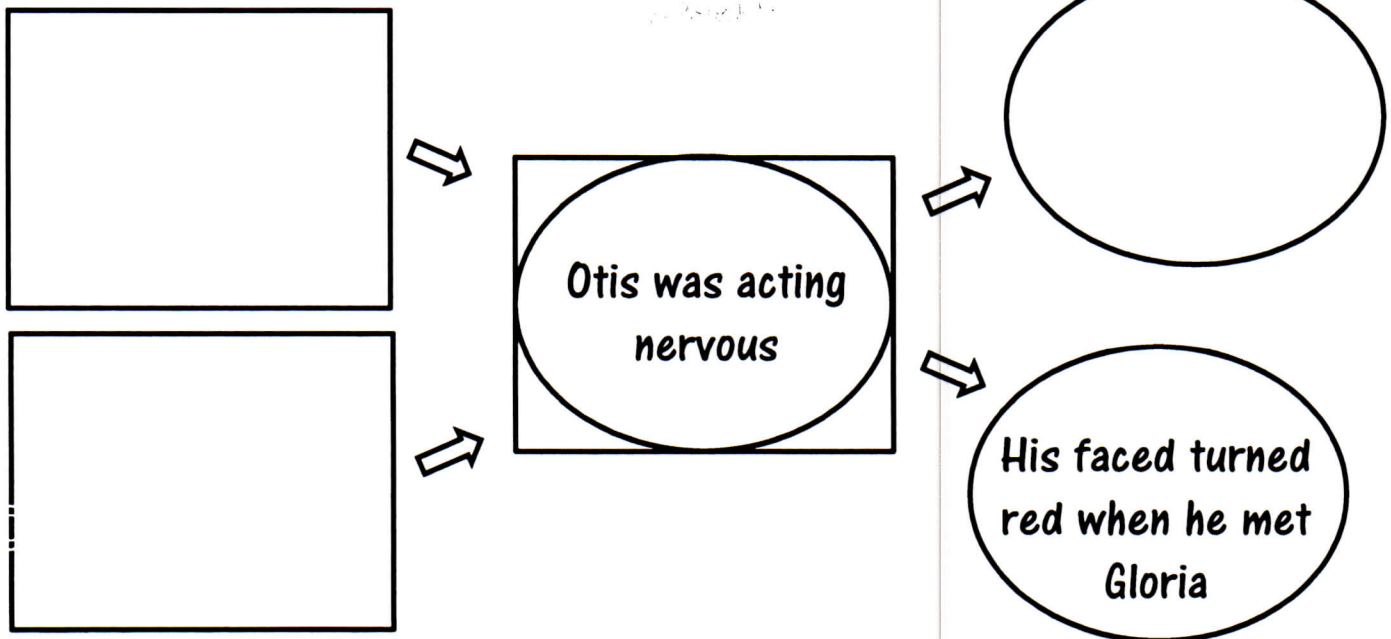 Otis was acting
nervous
His faced turned
red when he met
Gloria